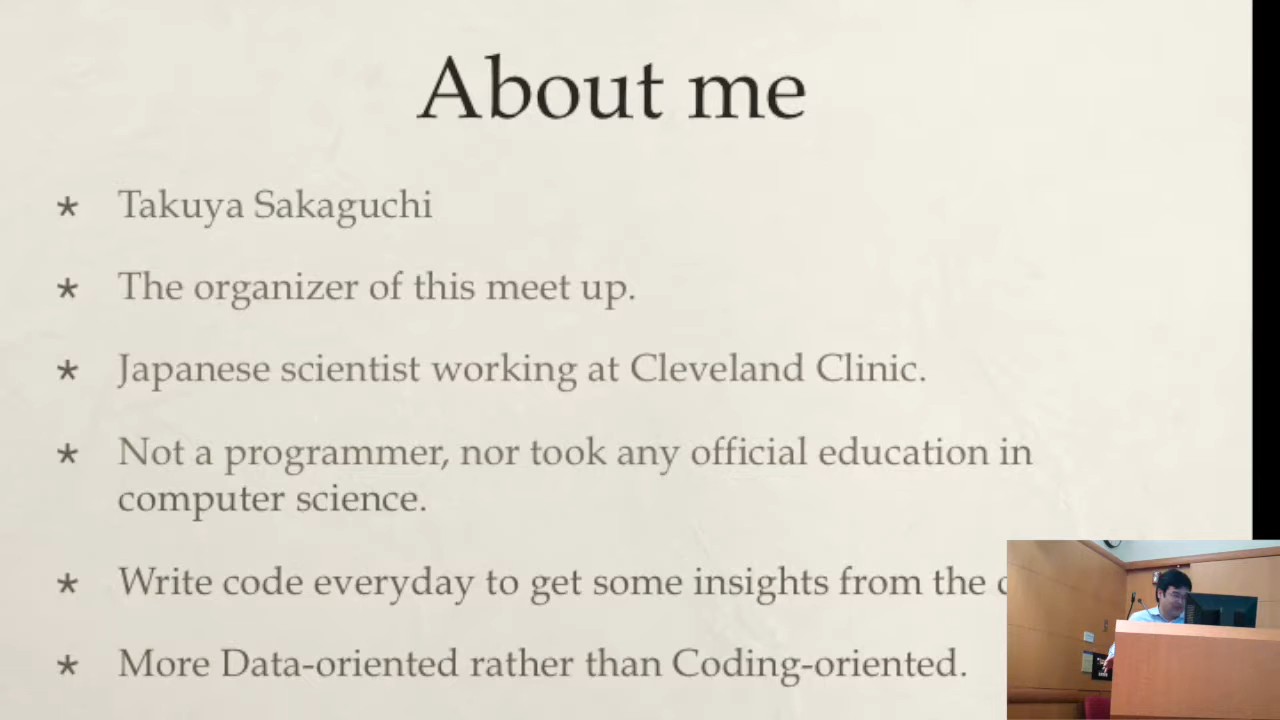 About me
* Takuya Sakaguchi
* The organizer of this meet up.
* Japanese scientist working at Cleveland Clinic.
* Not a programmer, nor took any official education in
computer science.
* Write code everyday to get some insights from the
* More Data-oriented rather than Coding-oriented.